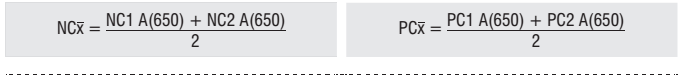 NCx̅ = NC1 A(650) + NC2 A(650) / 2
PCx̅ = PC1 A(650) + PC2 A(650) / 2